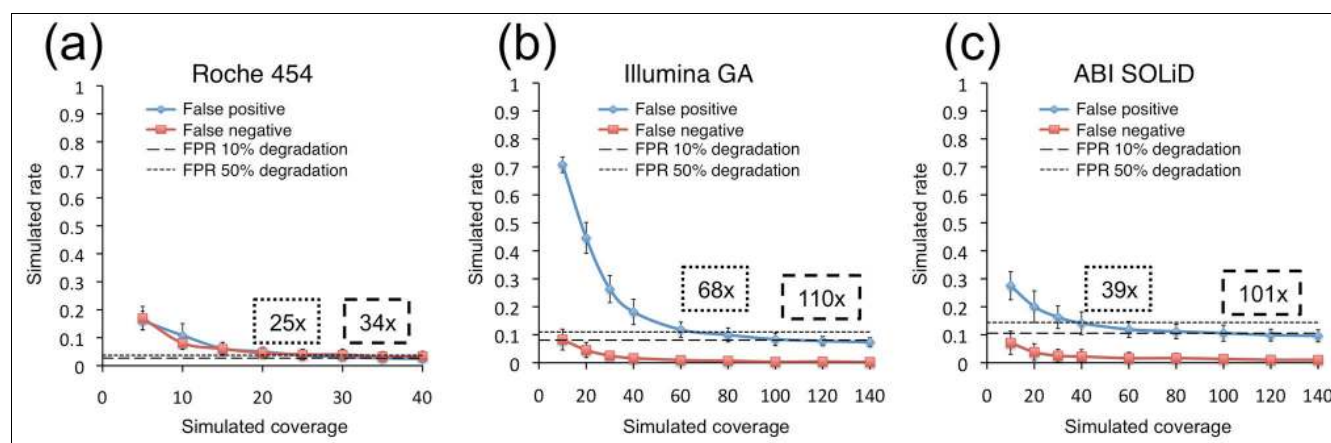 (a)
Roche 454
Simulated rate
1
0.9
0.8
0.7
0.6
0.5
0.4
0.3
0.2
0.1
0
False positive
False negative
FPR 10% degradation
FPR 50% degradation
25x
34x
0 10 20 30 40
Simulated coverage
(b)
Illumina GA
Simulated rate
1
0.9
0.8
0.7
0.6
0.5
0.4
0.3
0.2
0.1
0
False positive
False negative
FPR 10% degradation
FPR 50% degradation
68x
110x
0 20 40 60 80 100 120 140
Simulated coverage
(c)
ABI SOLiD
Simulated rate
1
0.9
0.8
0.7
0.6
0.5
0.4
0.3
0.2
0.1
0
False positive
False negative
FPR 10% degradation
FPR 50% degradation
39x
101x
0 20 40 60 80 100 120 140
Simulated coverage